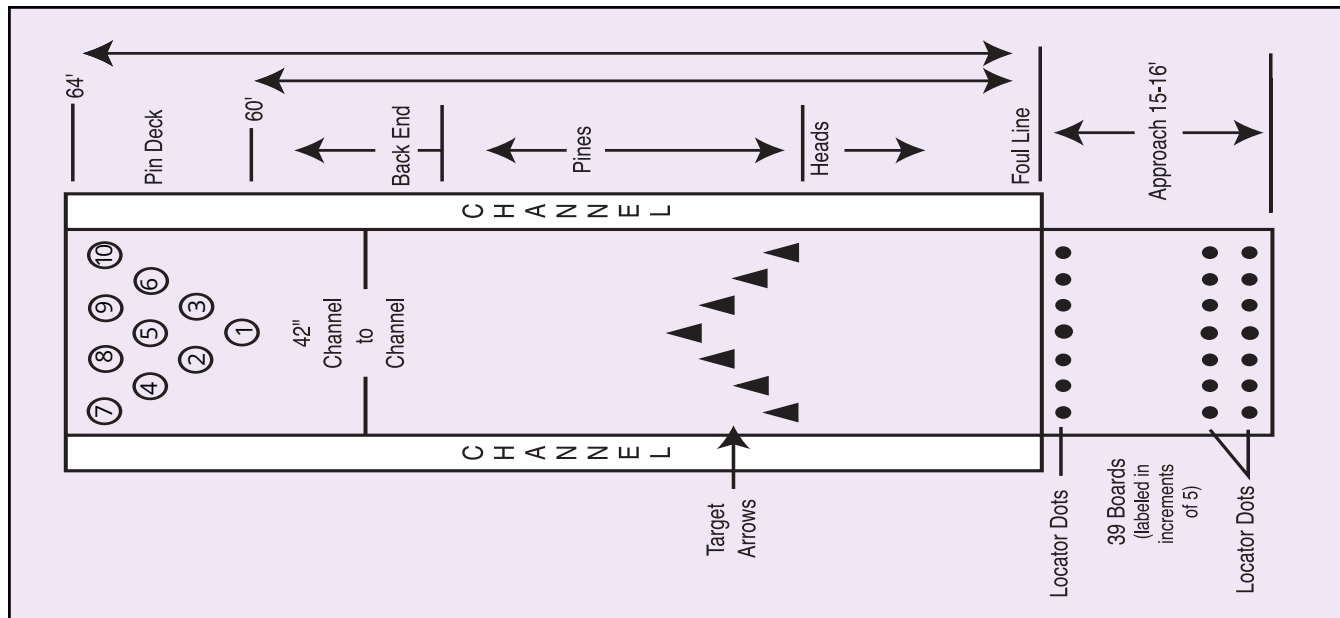 64'
Pin Deck
60'
Back End
Pines
Heads
Foul Line
Approach 15-16'
CHANNEL
7
8
9
10
4
5
6
2
3
1
42"
Channel
to
Channel
CHANNEL
Target
Arrows
Locator Dots
39 Boards
(labeled in
increments
of 5)
Locator Dots